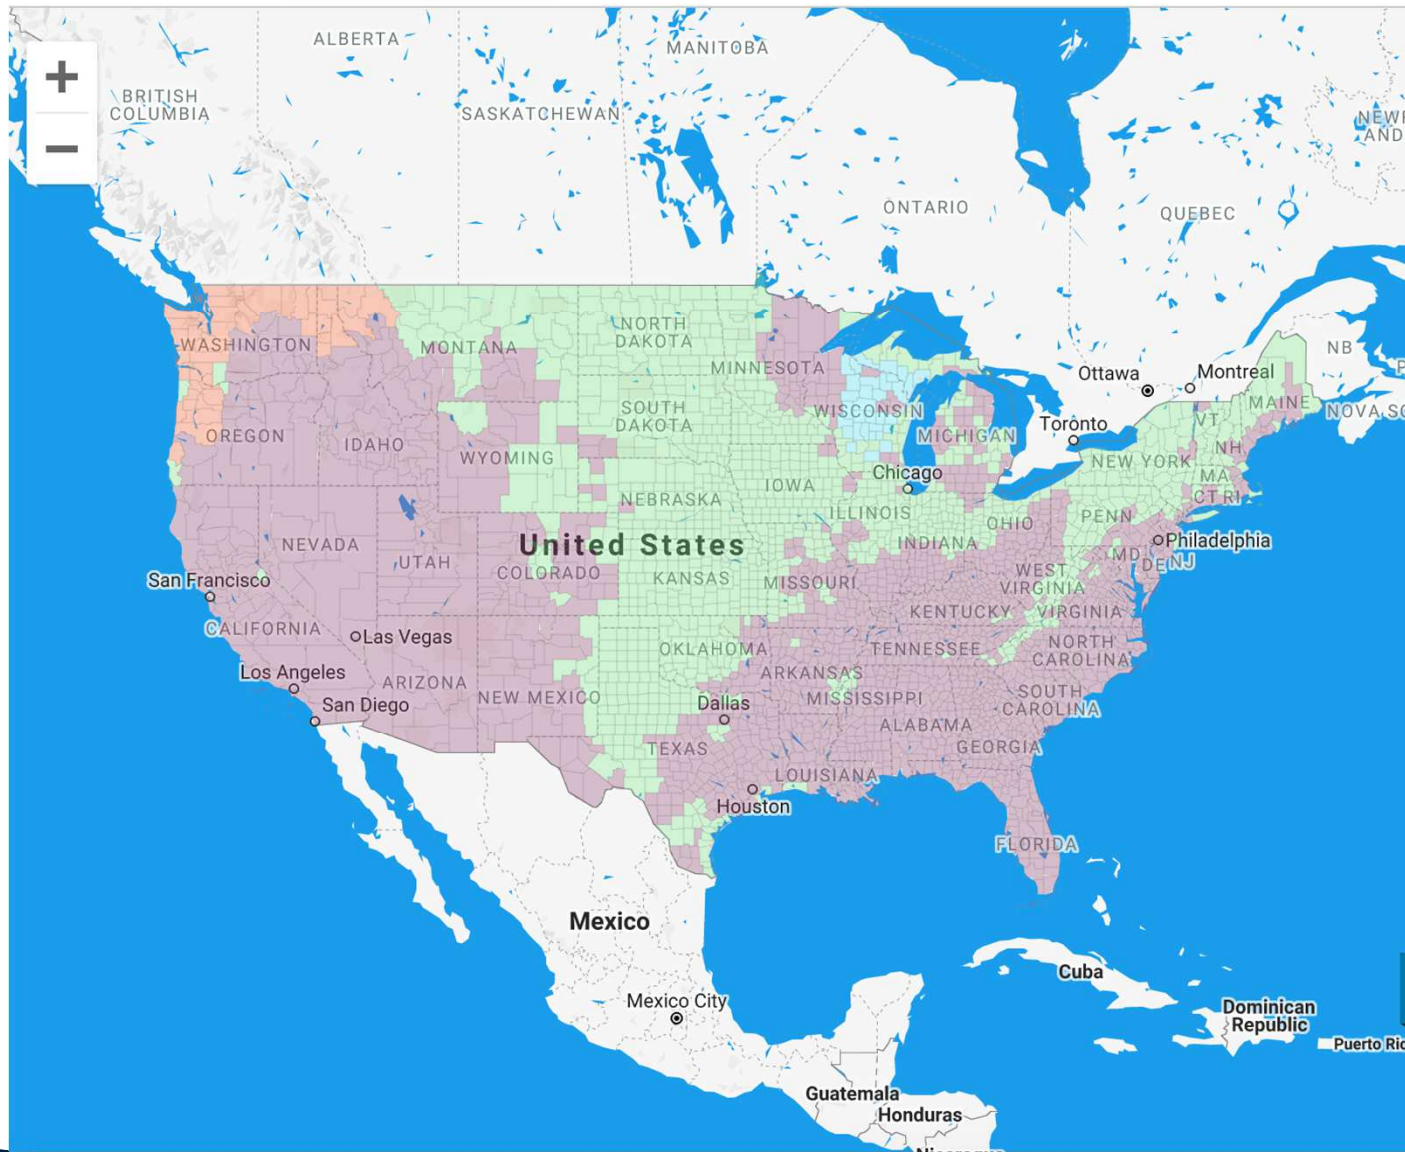 +
−
ALBERTA
MANITOBA
BRITISH
COLUMBIA
SASKATCHEWAN
ONTARIO
QUEBEC
NB
Ottawa
Montreal
Toronto
WASHINGTON
MONTANA
NORTH
DAKOTA
MINNESOTA
SOUTH
DAKOTA
WISCONSIN
MICHIGAN
VT
MAINE
NH
OREGON
IDAHO
WYOMING
NEW YORK
MA
CT RI
Chicago
IOWA
NEBRASKA
ILLINOIS
INDIANA
OHIO
PENN
Philadelphia
MD
DE
NJ
United States
NEVADA
UTAH
COLORADO
KANSAS
MISSOURI
WEST
VIRGINIA
KENTUCKY
VIRGINIA
San Francisco
CALIFORNIA
Las Vegas
Los Angeles
San Diego
ARIZONA
NEW MEXICO
OKLAHOMA
ARKANSAS
TENNESSEE
NORTH
CAROLINA
MISSISSIPPI
SOUTH
CAROLINA
Dallas
TEXAS
ALABAMA
GEORGIA
LOUISIANA
Houston
FLORIDA
Mexico
Mexico City
Cuba
Dominican
Republic
Puerto
Guatemala
Honduras